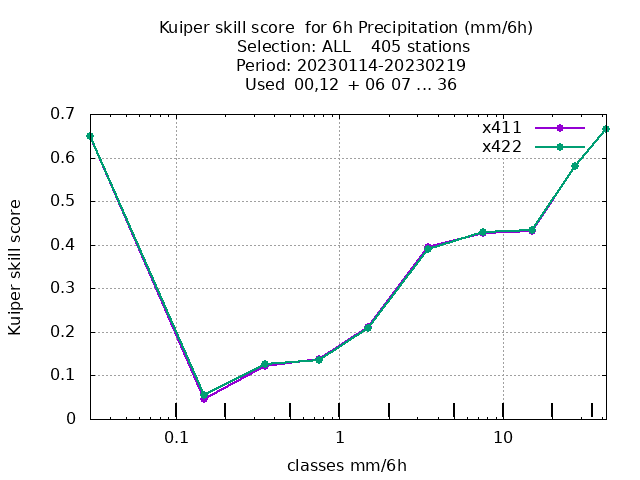 Kuiper skill score  for 6h Precipitation (mm/6h)
Selection: ALL    405 stations
Period: 20230114-20230219
Used  00,12  + 06 07 ... 36
x411
x422
0.7
0.6
0.5
0.4
0.3
0.2
0.1
0
Kuiper skill score
0.1
1
10
classes mm/6h